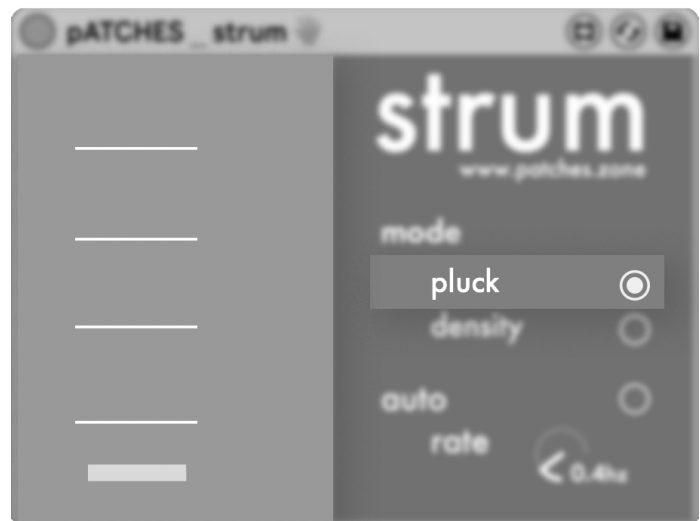 pATCHES _ strum
strum
www.patches.zone
mode
pluck
density
auto
rate
0.4hz